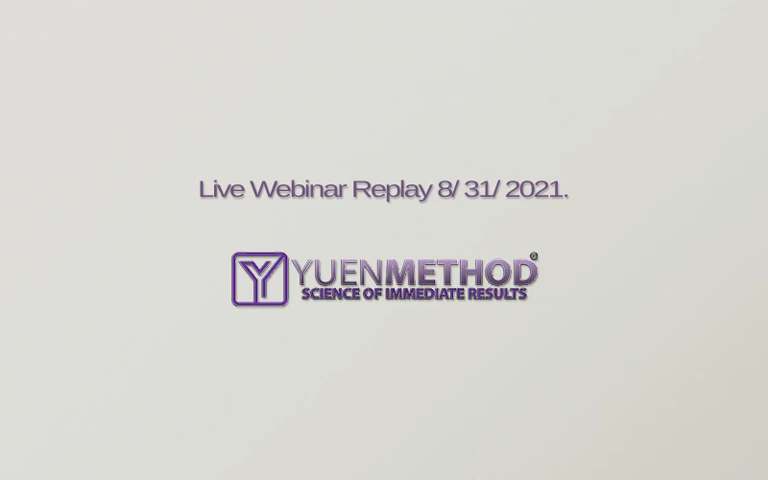 Live Webinar Replay 8/ 31/ 2021.
YUENMETHOD®
SCIENCE OF IMMEDIATE RESULTS